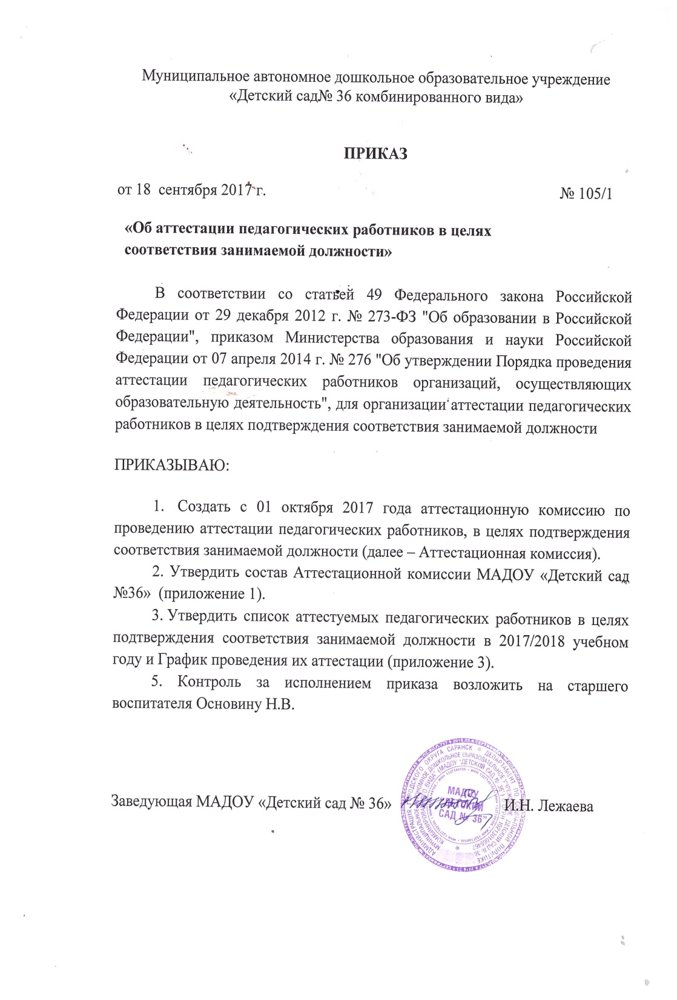 Муниципальное автономное дошкольное образовательное учреждение
«Детский сад№ 36 комбинированного вида»
ПРИКАЗ
от 18 сентября 2017 г.
№ 105/1
«Об аттестации педагогических работников в целях
соответствия занимаемой должности»
В соответствии со статьей 49 Федерального закона Российской
Федерации от 29 декабря 2012 г. № 273-ФЗ "Об образовании в Российской
Федерации", приказом Министерства образования и науки Российской
Федерации от 07 апреля 2014 г. № 276 "Об утверждении Порядка проведения
аттестации педагогических работников организаций, осуществляющих
образовательную деятельность", для организации аттестации педагогических
работников в целях подтверждения соответствия занимаемой должности
ПРИКАЗЫВАЮ:
1. Создать с 01 октября 2017 года аттестационную комиссию по
проведению аттестации педагогических работников, в целях подтверждения
соответствия занимаемой должности (далее – Аттестационная комиссия).
2. Утвердить состав Аттестационной комиссии МАДОУ «Детский сад
№36» (приложение 1).
3. Утвердить список аттестуемых педагогических работников в целях
подтверждения соответствия занимаемой должности в 2017/2018 учебном
году и График проведения их аттестации (приложение 3).
5. Контроль за исполнением приказа возложить на старшего
воспитателя Основину Н.В.
Заведующая МАДОУ «Детский сад № 36»
И.Н. Лежаева
МАДОУ
"ДЕТСКИЙ
САД № 36"